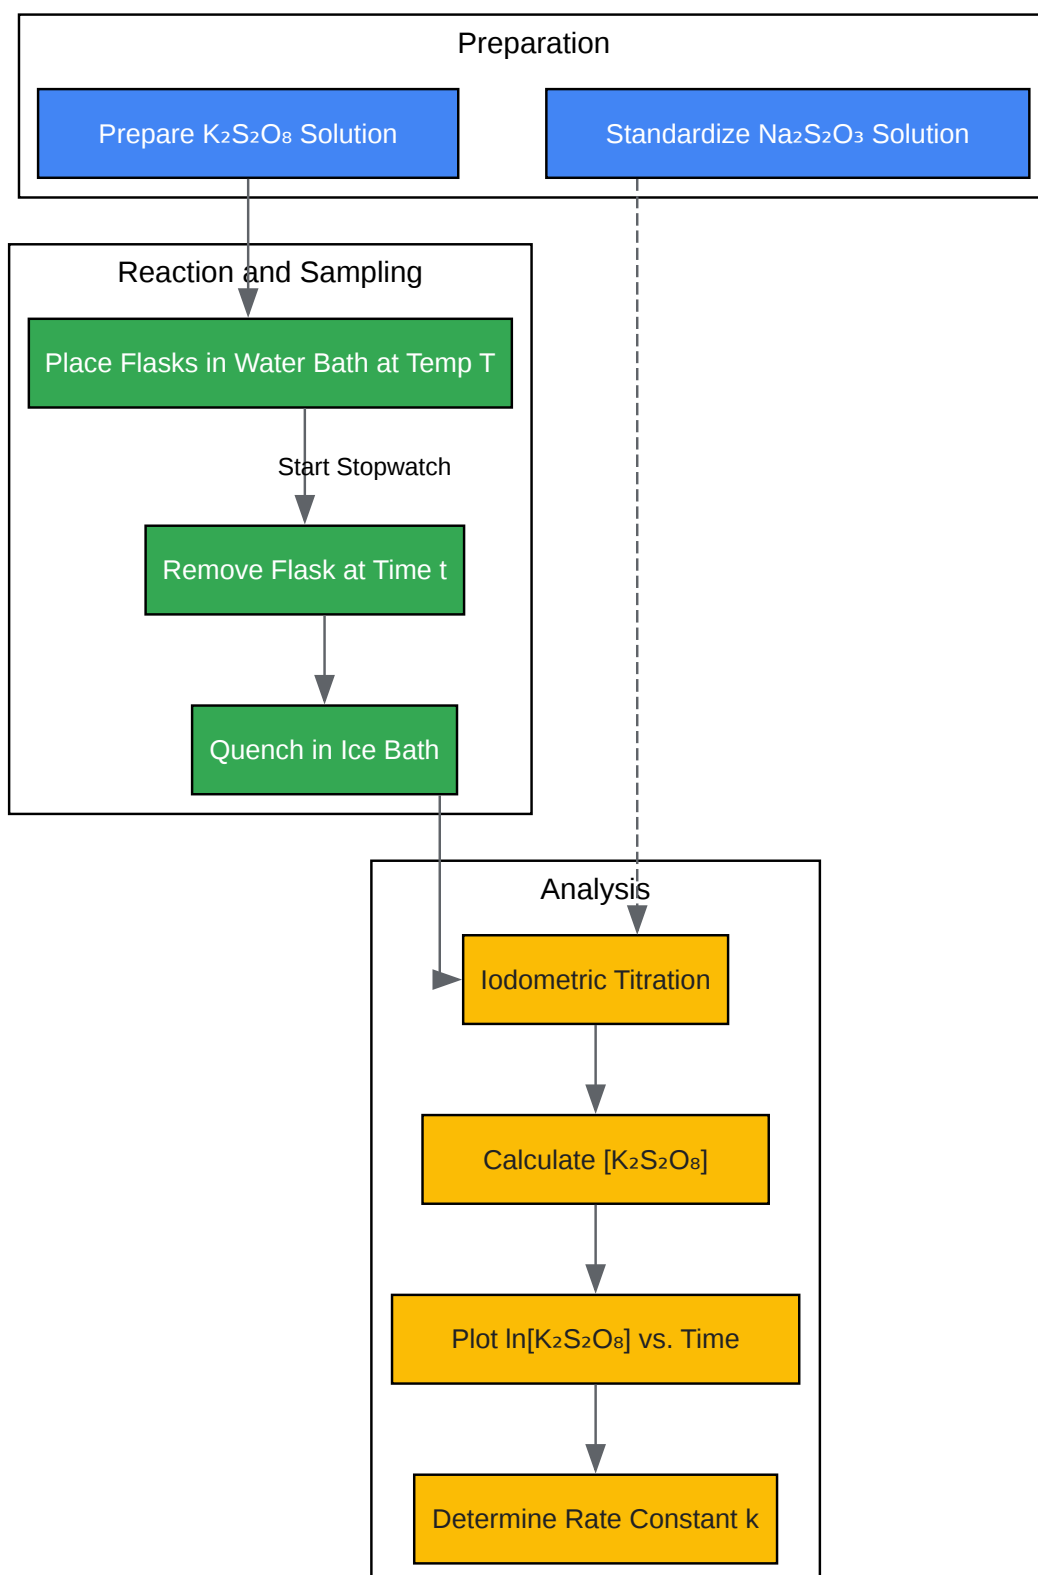 Preparation
Prepare K₂S₂O₈ Solution
Standardize Na₂S₂O₃ Solution
Reaction and Sampling
Place Flasks in Water Bath at Temp T
Start Stopwatch
Remove Flask at Time t
Quench in Ice Bath
Analysis
Iodometric Titration
Calculate [K₂S₂O₈]
Plot ln[K₂S₂O₈] vs. Time
Determine Rate Constant k